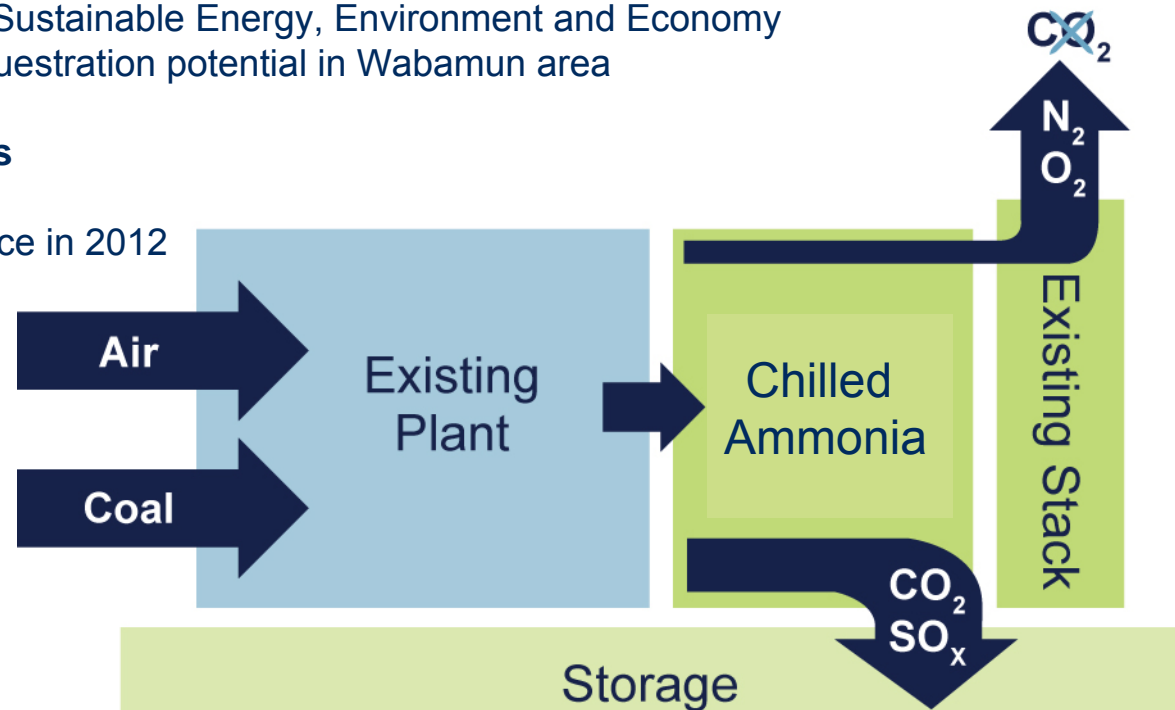 Sustainable Energy, Environment and Economy
uestration potential in Wabamun area
s
ce in 2012
CO₂
N₂
O₂
Air
Coal
Existing
Plant
Chilled
Ammonia
Existing Stack
CO₂
SOₓ
Storage